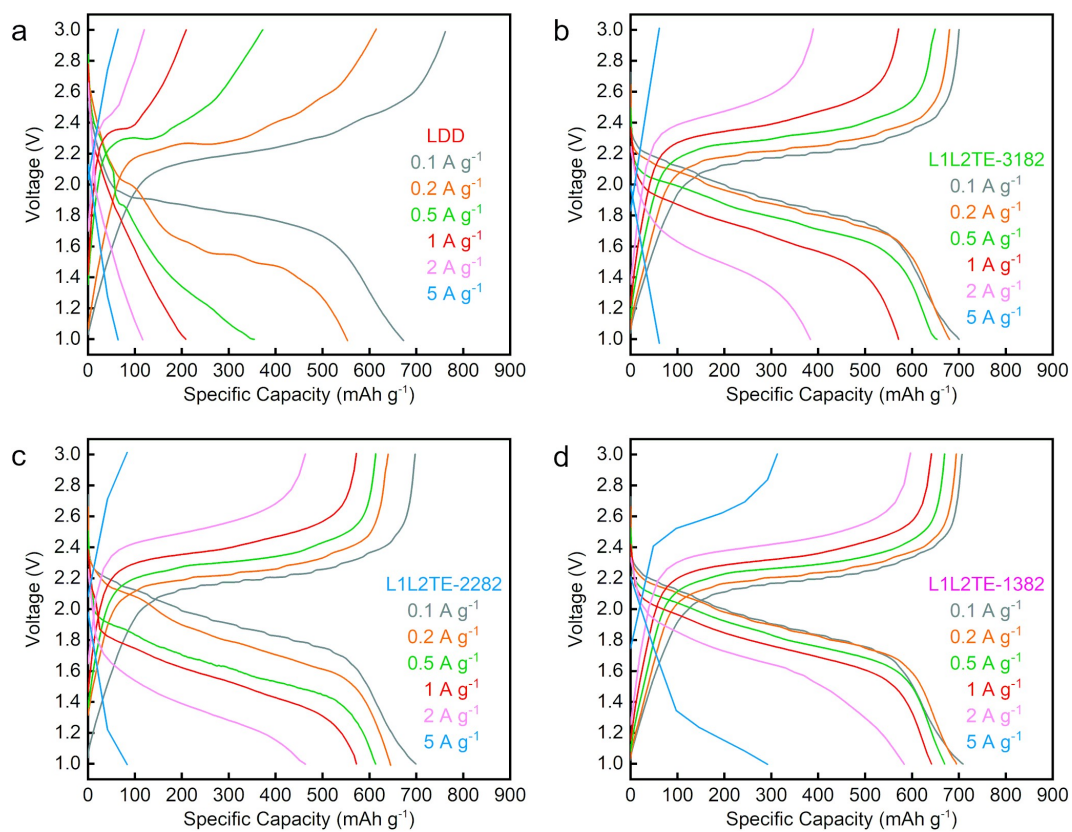 a
3.0
2.8
2.6
2.4
2.2
2.0
1.8
1.6
1.4
1.2
1.0
Voltage (V)
LDD
0.1 A g⁻¹
0.2 A g⁻¹
0.5 A g⁻¹
1 A g⁻¹
2 A g⁻¹
5 A g⁻¹
0 100 200 300 400 500 600 700 800 900
Specific Capacity (mAh g⁻¹)
b
3.0
2.8
2.6
2.4
2.2
2.0
1.8
1.6
1.4
1.2
1.0
Voltage (V)
L1L2TE-3182
0.1 A g⁻¹
0.2 A g⁻¹
0.5 A g⁻¹
1 A g⁻¹
2 A g⁻¹
5 A g⁻¹
0 100 200 300 400 500 600 700 800 900
Specific Capacity (mAh g⁻¹)
c
3.0
2.8
2.6
2.4
2.2
2.0
1.8
1.6
1.4
1.2
1.0
Voltage (V)
L1L2TE-2282
0.1 A g⁻¹
0.2 A g⁻¹
0.5 A g⁻¹
1 A g⁻¹
2 A g⁻¹
5 A g⁻¹
0 100 200 300 400 500 600 700 800 900
Specific Capacity (mAh g⁻¹)
d
3.0
2.8
2.6
2.4
2.2
2.0
1.8
1.6
1.4
1.2
1.0
Voltage (V)
L1L2TE-1382
0.1 A g⁻¹
0.2 A g⁻¹
0.5 A g⁻¹
1 A g⁻¹
2 A g⁻¹
5 A g⁻¹
0 100 200 300 400 500 600 700 800 900
Specific Capacity (mAh g⁻¹)